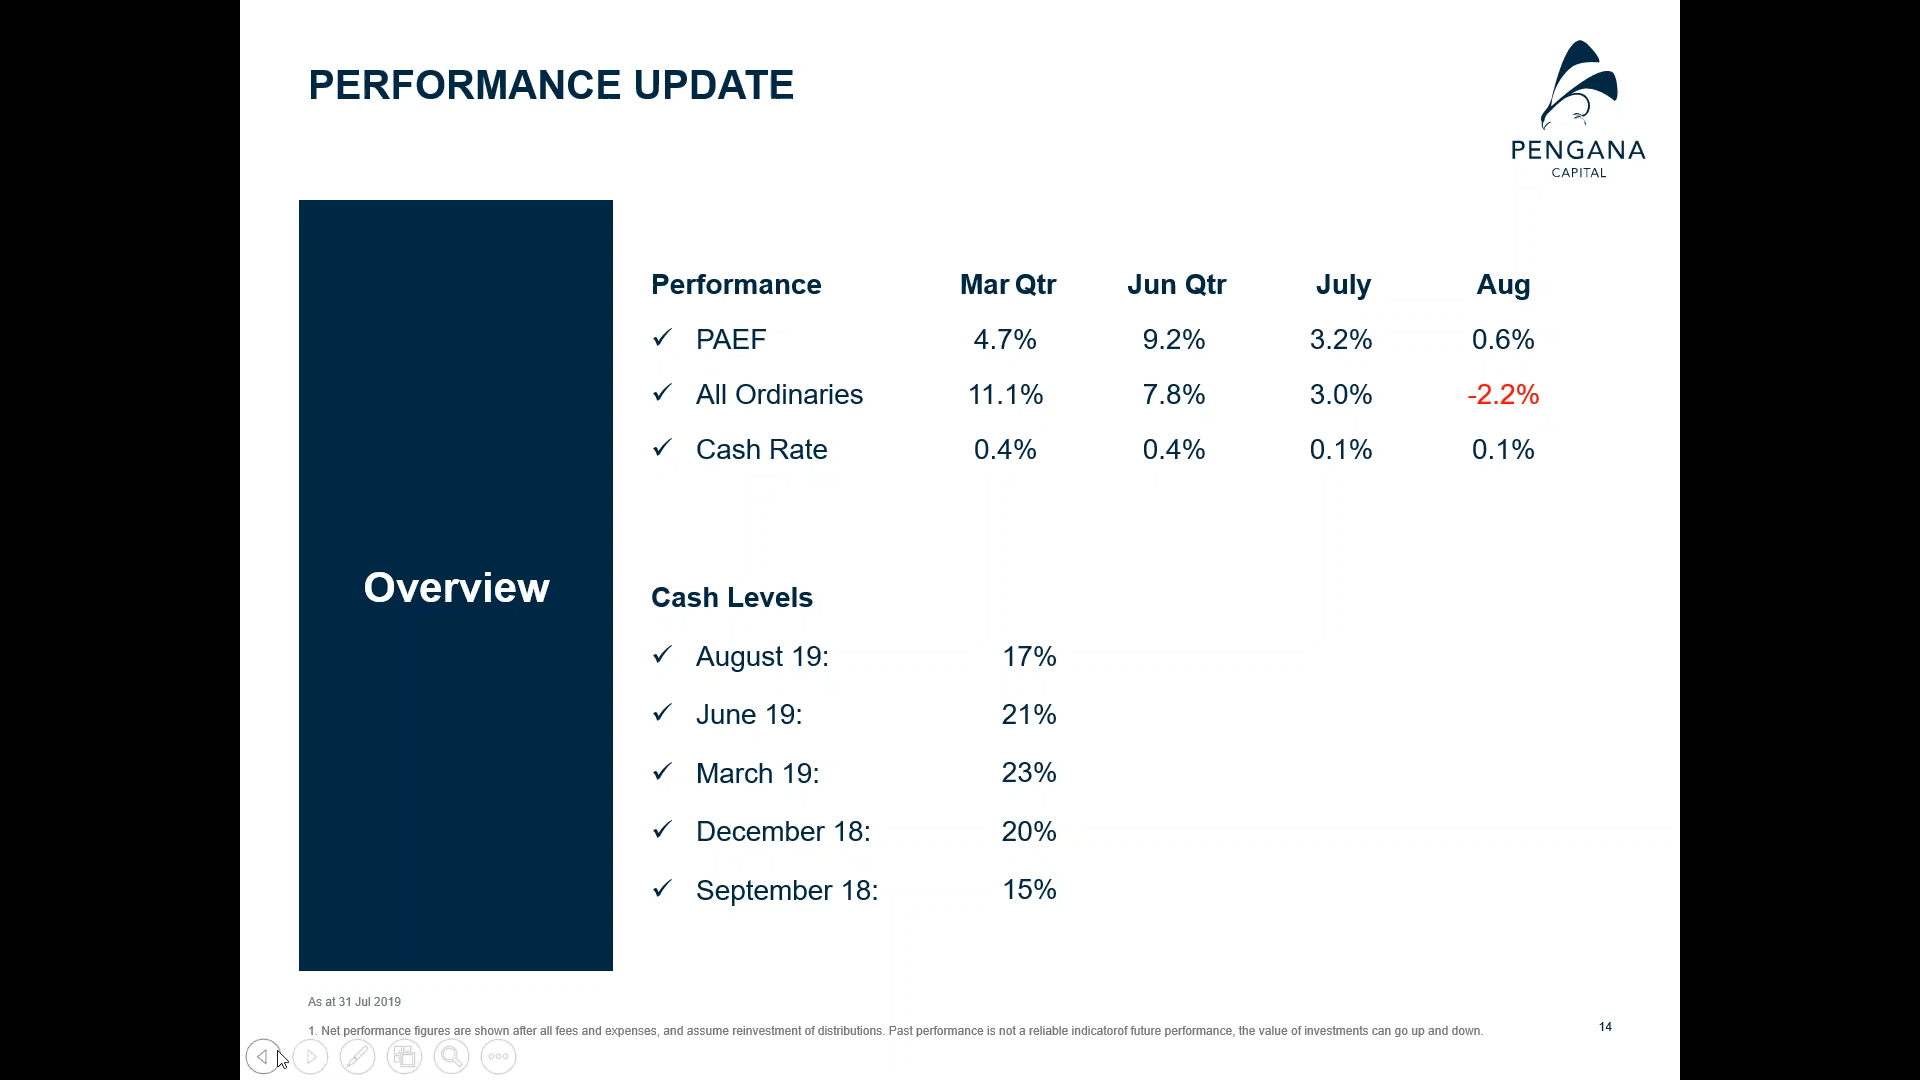 PERFORMANCE UPDATE
PENGANA
CAPITAL
Overview
Performance Mar Qtr Jun Qtr July Aug
✓ PAEF 4.7% 9.2% 3.2% 0.6%
✓ All Ordinaries 11.1% 7.8% 3.0% -2.2%
✓ Cash Rate 0.4% 0.4% 0.1% 0.1%
Cash Levels
✓ August 19: 17%
✓ June 19: 21%
✓ March 19: 23%
✓ December 18: 20%
✓ September 18: 15%
As at 31 Jul 2019
1. Net performance figures are shown after all fees and expenses, and assume reinvestment of distributions. Past performance is not a reliable indicatorof future performance, the value of investments can go up and down.
14